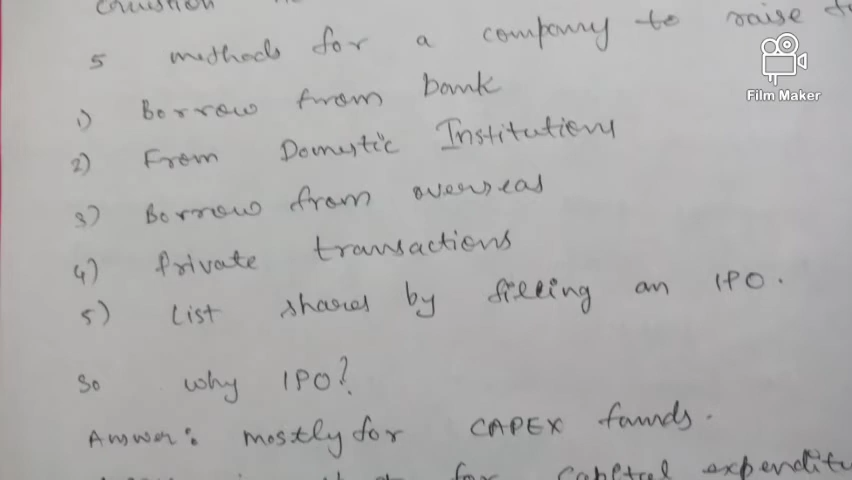 5 methods for a company to raise
1) Borrow from bank
2) From Domestic Institutions
3) Borrow from overseas
4) Private transactions
5) List shares by filling an IPO.
So why IPO?
Answer: mostly for CAPEX funds.
for capital
Film Maker